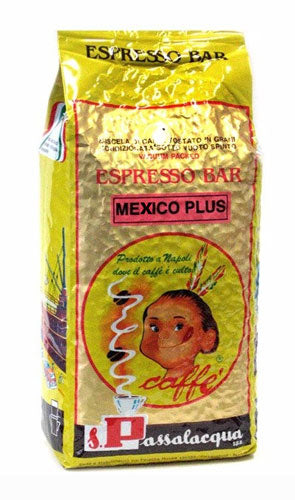 ESPRESSO BAR
MISCELA DI CAFFÈ TOSTATO IN GRANI
CONDIZIONATA SOTTO VUOTO SPINTO
VACUUM PACKED
ESPRESSO BAR
MEXICO PLUS
Prodotto a Napoli
dove il caffè è culto!
®
caffè
S. Passalacqua